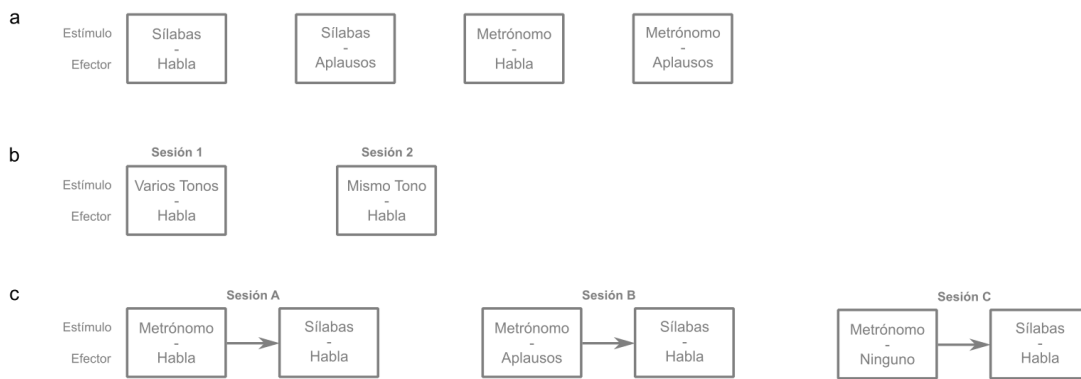 a
Estímulo
Efector
Sílabas
-
Habla
Sílabas
-
Aplausos
Metrónomo
-
Habla
Metrónomo
-
Aplausos
b
Sesión 1
Sesión 2
Estímulo
Efector
Varios Tonos
-
Habla
Mismo Tono
-
Habla
c
Sesión A
Sesión B
Sesión C
Estímulo
Efector
Metrónomo
-
Habla
Sílabas
-
Habla
Metrónomo
-
Aplausos
Sílabas
-
Habla
Metrónomo
-
Ninguno
Sílabas
-
Habla